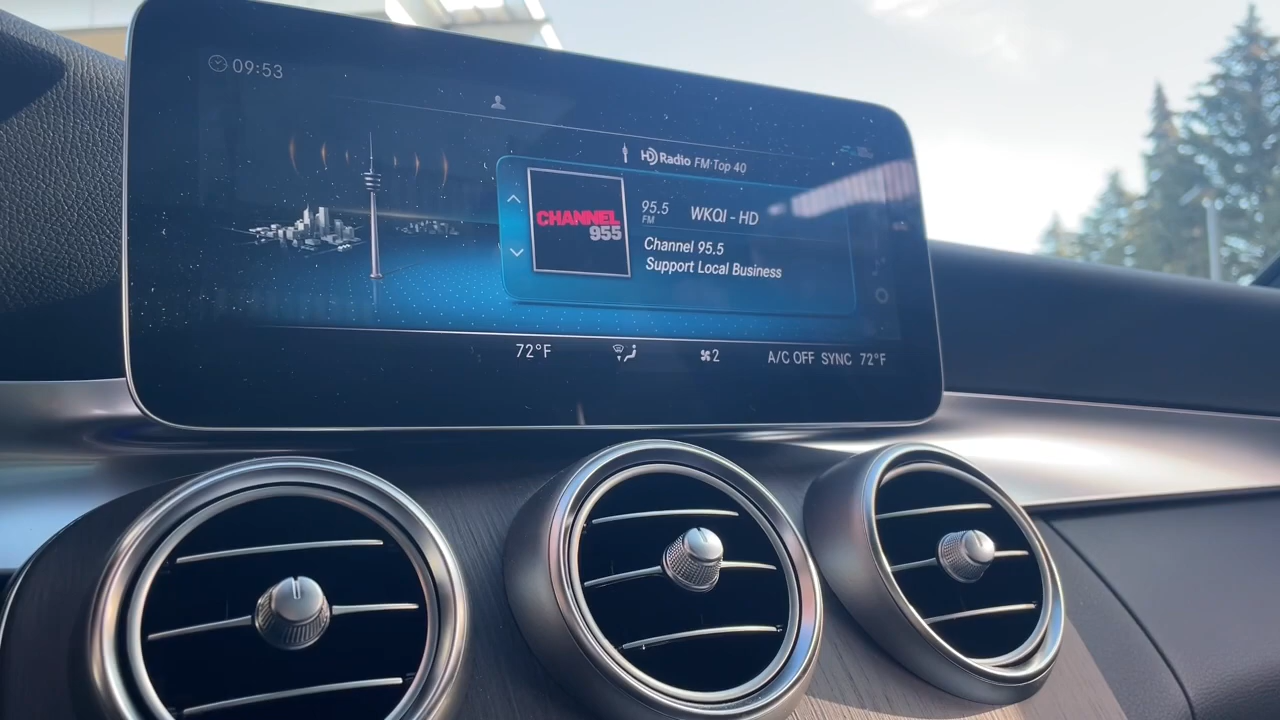 09:53
HD Radio FM·Top 40
CHANNEL
955
95.5
FM
WKQI - HD
Channel 95.5
Support Local Business
72°F
2
A/C OFF SYNC 72°F